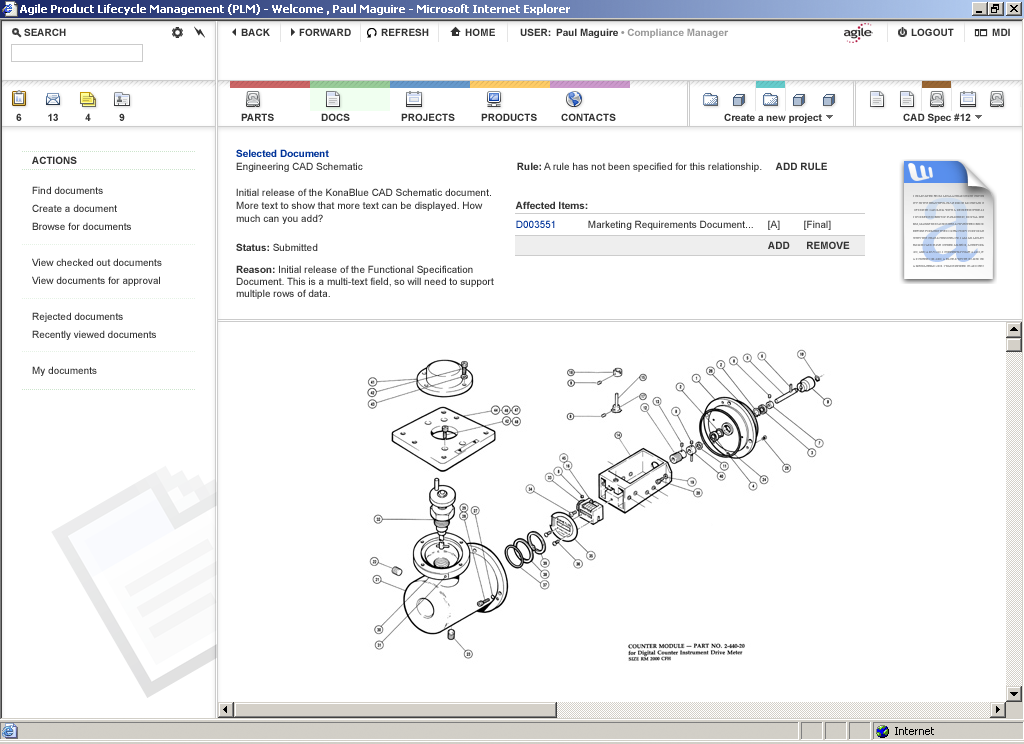 Agile Product Lifecycle Management (PLM) - Welcome , Paul Maguire - Microsoft Internet Explorer
SEARCH
BACK FORWARD REFRESH HOME USER: Paul Maguire • Compliance Manager agile LOGOUT MDI
6 13 4 9
PARTS DOCS PROJECTS PRODUCTS CONTACTS Create a new project CAD Spec #12
ACTIONS
Find documents
Create a document
Browse for documents
View checked out documents
View documents for approval
Rejected documents
Recently viewed documents
My documents
Selected Document
Engineering CAD Schematic
Initial release of the KonaBlue CAD Schematic document.
More text to show that more text can be displayed. How
much can you add?
Status: Submitted
Reason: Initial release of the Functional Specification
Document. This is a multi-text field, so will need to support
multiple rows of data.
Rule: A rule has not been specified for this relationship. ADD RULE
Affected Items:
D003551 Marketing Requirements Document... [A] [Final]
ADD REMOVE
COUNTER MODULE — PART NO. 2-440-20
for Digital Counter Instrument Drive Meter
SIZE RM 2000 CFH
Internet